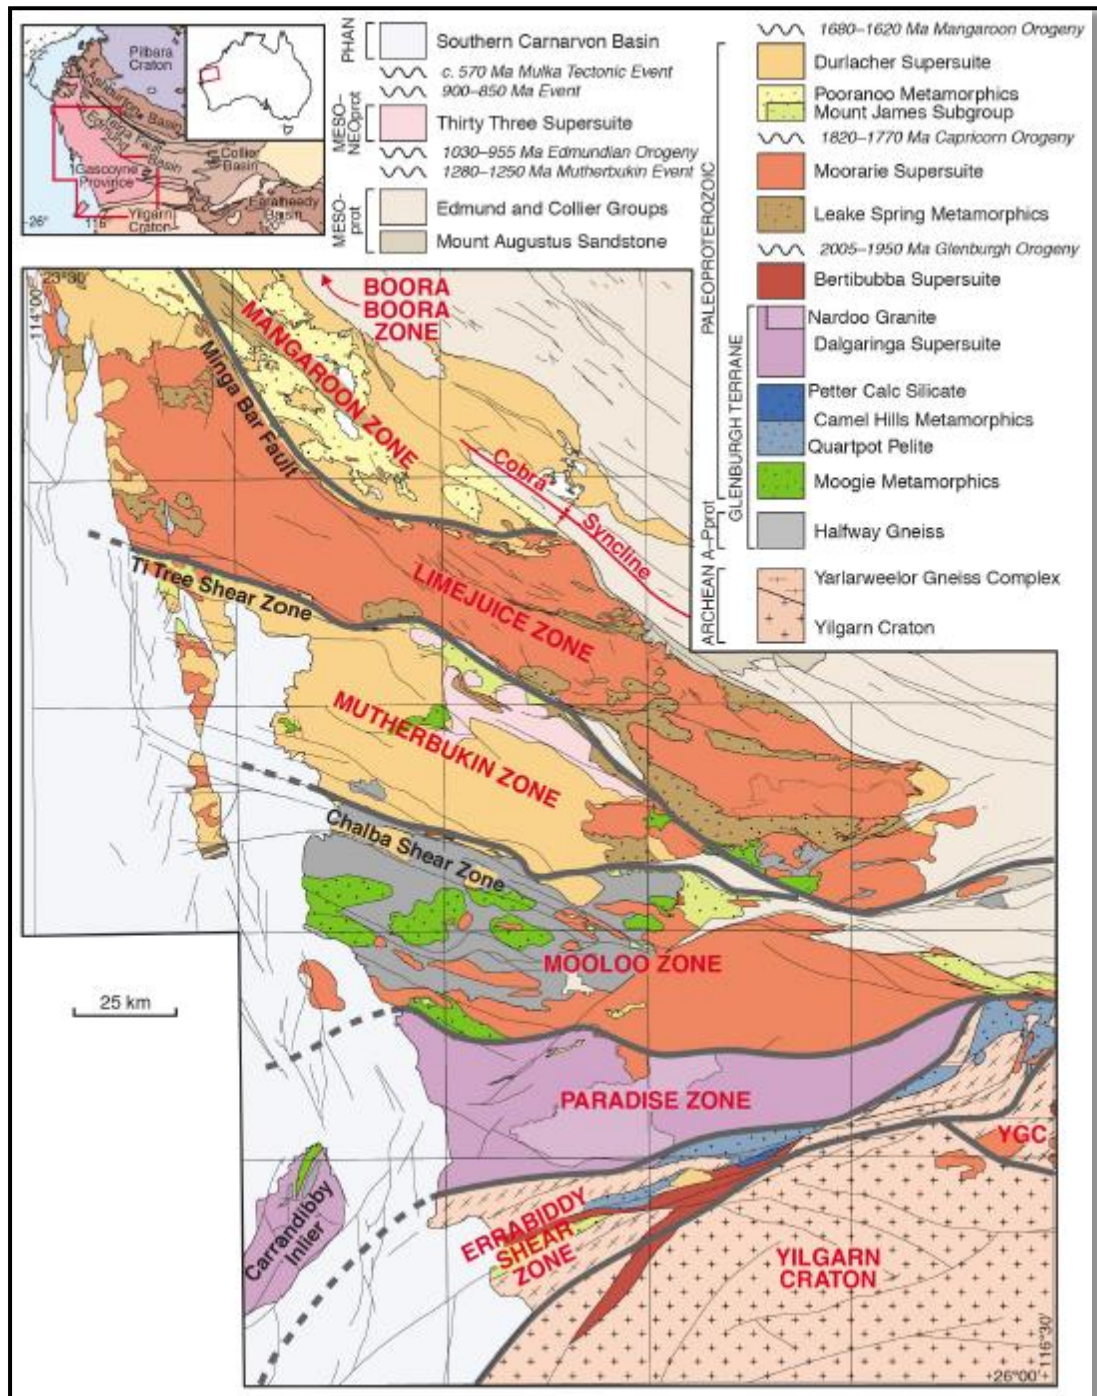 22°
Pilbara
Craton
Ashburton Basin
Talga Fault
Edmund
Basin
Collier
Basin
Gascoyne
Province
Earaheedy
Basin
26°
116°
120°
Yilgarn
Craton
PHAN
Southern Carnarvon Basin
c. 570 Ma Mulka Tectonic Event
900–850 Ma Event
MESO–
NEOprot
Thirty Three Supersuite
1030–955 Ma Edmundian Orogeny
1280–1250 Ma Mutherbukin Event
MESO-
prot
Edmund and Collier Groups
Mount Augustus Sandstone
PALEOPROTEROZOIC
1680–1620 Ma Mangaroon Orogeny
Durlacher Supersuite
Pooranoo Metamorphics
Mount James Subgroup
1820–1770 Ma Capricorn Orogeny
Moorarie Supersuite
Leake Spring Metamorphics
2005–1950 Ma Glenburgh Orogeny
Bertibubba Supersuite
GLENBURGH TERRANE
Nardoo Granite
Dalgaringa Supersuite
Petter Calc Silicate
Camel Hills Metamorphics
Quartpot Pelite
Moogie Metamorphics
A–Pprot
Halfway Gneiss
ARCHEAN
Yarlarweelor Gneiss Complex
Yilgarn Craton
23°30'
114°00'
BOORA
BOORA
ZONE
MANGAROON ZONE
Minga Bar Fault
Cobra
Syncline
LIMEJUICE ZONE
Ti Tree Shear Zone
MUTHERBUKIN ZONE
Chalba Shear Zone
MOOLOO ZONE
25 km
PARADISE ZONE
YGC
Carrandibby
Inlier
ERRABIDDY
SHEAR
ZONE
YILGARN
CRATON
116°30'
26°00'